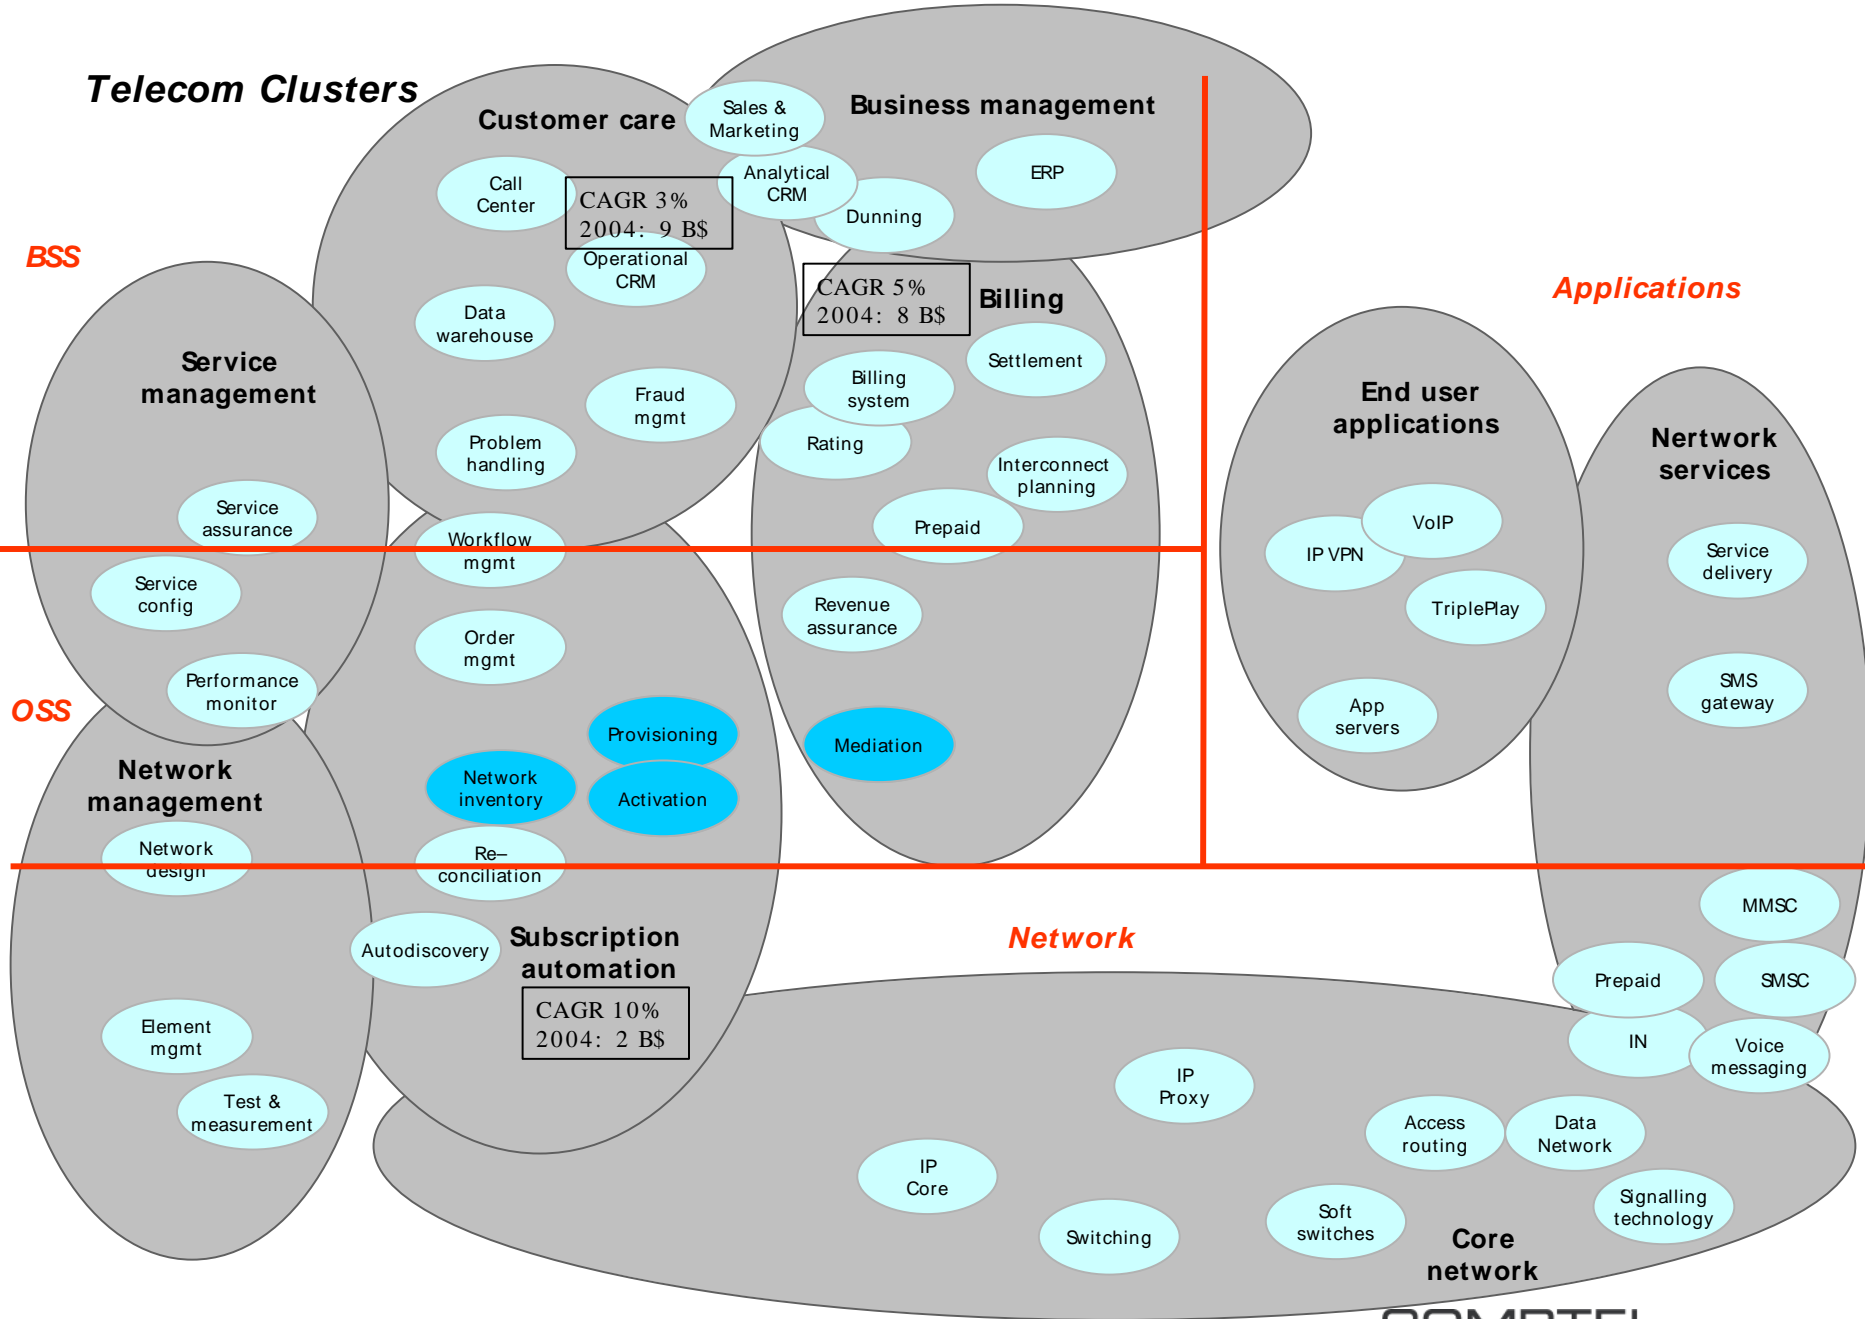 Telecom Clusters
Customer care
Sales &
Marketing
Business management
Call
Center
CAGR 3%
2004: 9 B$
Analytical
CRM
Dunning
ERP
BSS
Operational
CRM
Data
warehouse
CAGR 5%
2004: 8 B$
Billing
Applications
Service
management
Fraud
mgmt
Billing
system
Settlement
Problem
handling
Rating
Interconnect
planning
End user
applications
Nertwork
services
Service
assurance
Workflow
mgmt
Prepaid
IP VPN
VoIP
Service
delivery
Service
config
Order
mgmt
Revenue
assurance
TriplePlay
Performance
monitor
OSS
Provisioning
Mediation
App
servers
SMS
gateway
Network
management
Network
inventory
Activation
Network
design
Re–
conciliation
Autodiscovery
Subscription
automation
CAGR 10%
2004: 2 B$
Network
MMSC
Prepaid
SMSC
IN
Voice
messaging
Element
mgmt
Test &
measurement
IP
Proxy
Access
routing
Data
Network
IP
Core
Switching
Soft
switches
Signalling
technology
Core
network